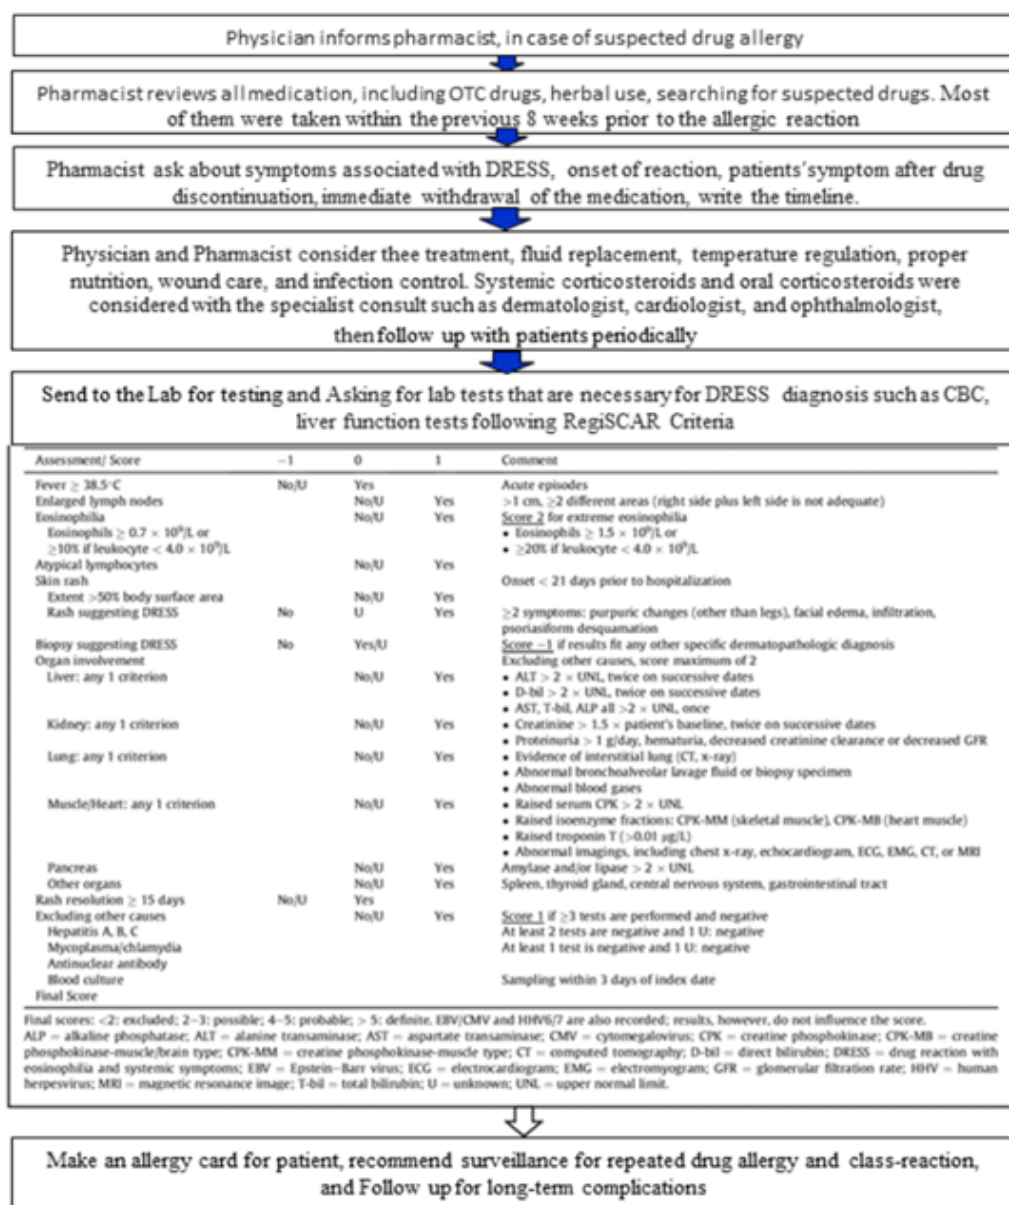 Physician informs pharmacist, in case of suspected drug allergy
Pharmacist reviews all medication, including OTC drugs, herbal use, searching for suspected drugs. Most
of them were taken within the previous 8 weeks prior to the allergic reaction
Pharmacist ask about symptoms associated with DRESS, onset of reaction, patients'symptom after drug
discontinuation, immediate withdrawal of the medication, write the timeline.
Physician and Pharmacist consider thee treatment, fluid replacement, temperature regulation, proper
nutrition, wound care, and infection control. Systemic corticosteroids and oral corticosteroids were
considered with the specialist consult such as dermatologist, cardiologist, and ophthalmologist,
then follow up with patients periodically
Send to the Lab for testing and Asking for lab tests that are necessary for DRESS diagnosis such as CBC,
liver function tests following RegiSCAR Criteria
Assessment/ Score −1 0 1 Comment
Fever ≥ 38.5°C No/U Yes Acute episodes
Enlarged lymph nodes No/U Yes >1 cm, ≥2 different areas (right side plus left side is not adequate)
Eosinophilia No/U Yes Score 2 for extreme eosinophilia
Eosinophils ≥ 0.7 × 10⁹/L or • Eosinophils ≥ 1.5 × 10⁹/L or
≥10% if leukocyte < 4.0 × 10⁹/L • ≥20% if leukocyte < 4.0 × 10⁹/L
Atypical lymphocytes No/U Yes
Skin rash Onset < 21 days prior to hospitalization
Extent >50% body surface area No/U Yes
Rash suggesting DRESS No U Yes ≥2 symptoms: purpuric changes (other than legs), facial edema, infiltration,
psoriasiform desquamation
Biopsy suggesting DRESS No Yes/U Score −1 if results fit any other specific dermatopathologic diagnosis
Organ involvement Excluding other causes, score maximum of 2
Liver: any 1 criterion No/U Yes • ALT > 2 × UNL, twice on successive dates
• D-bil > 2 × UNL, twice on successive dates
• AST, T-bil, ALP all >2 × UNL, once
Kidney: any 1 criterion No/U Yes • Creatinine > 1.5 × patient's baseline, twice on successive dates
• Proteinuria > 1 g/day, hematuria, decreased creatinine clearance or decreased GFR
Lung: any 1 criterion No/U Yes • Evidence of interstitial lung (CT, x-ray)
• Abnormal bronchoalveolar lavage fluid or biopsy specimen
• Abnormal blood gases
Muscle/Heart: any 1 criterion No/U Yes • Raised serum CPK > 2 × UNL
• Raised isoenzyme fractions: CPK-MM (skeletal muscle), CPK-MB (heart muscle)
• Raised troponin T (>0.01 μg/L)
• Abnormal imagings, including chest x-ray, echocardiogram, ECG, EMG, CT, or MRI
Pancreas No/U Yes Amylase and/or lipase > 2 × UNL
Other organs No/U Yes Spleen, thyroid gland, central nervous system, gastrointestinal tract
Rash resolution ≥ 15 days No/U Yes
Excluding other causes No/U Yes Score 1 if ≥3 tests are performed and negative
Hepatitis A, B, C At least 2 tests are negative and 1 U: negative
Mycoplasma/chlamydia At least 1 test is negative and 1 U: negative
Antinuclear antibody
Blood culture Sampling within 3 days of index date
Final Score
Final scores: <2: excluded; 2–3: possible; 4–5: probable; > 5: definite. EBV/CMV and HHV6/7 are also recorded; results, however, do not influence the score.
ALP = alkaline phosphatase; ALT = alanine transaminase; AST = aspartate transaminase; CMV = cytomegalovirus; CPK = creatine phosphokinase; CPK-MB = creatine
phosphokinase-muscle/brain type; CPK-MM = creatine phosphokinase-muscle type; CT = computed tomography; D-bil = direct bilirubin; DRESS = drug reaction with
eosinophilia and systemic symptoms; EBV = Epstein–Barr virus; ECG = electrocardiogram; EMG = electromyogram; GFR = glomerular filtration rate; HHV = human
herpesvirus; MRI = magnetic resonance image; T-bil = total bilirubin; U = unknown; UNL = upper normal limit.
Make an allergy card for patient, recommend surveillance for repeated drug allergy and class-reaction,
and Follow up for long-term complications